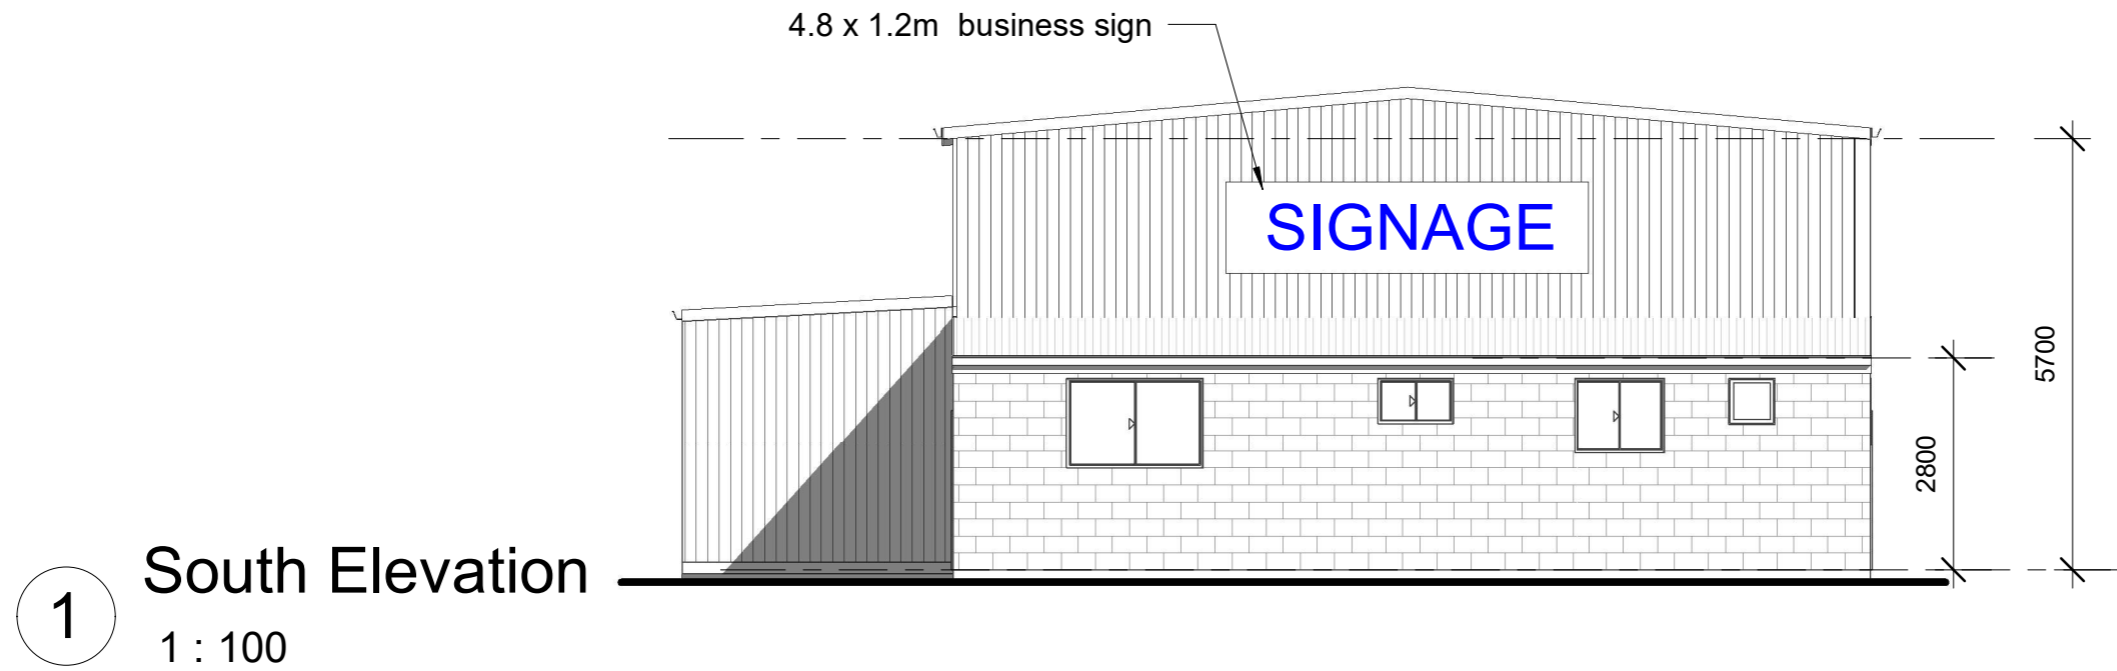 4.8 x 1.2m business sign
SIGNAGE
5700
2800
South Elevation
1
1 : 100